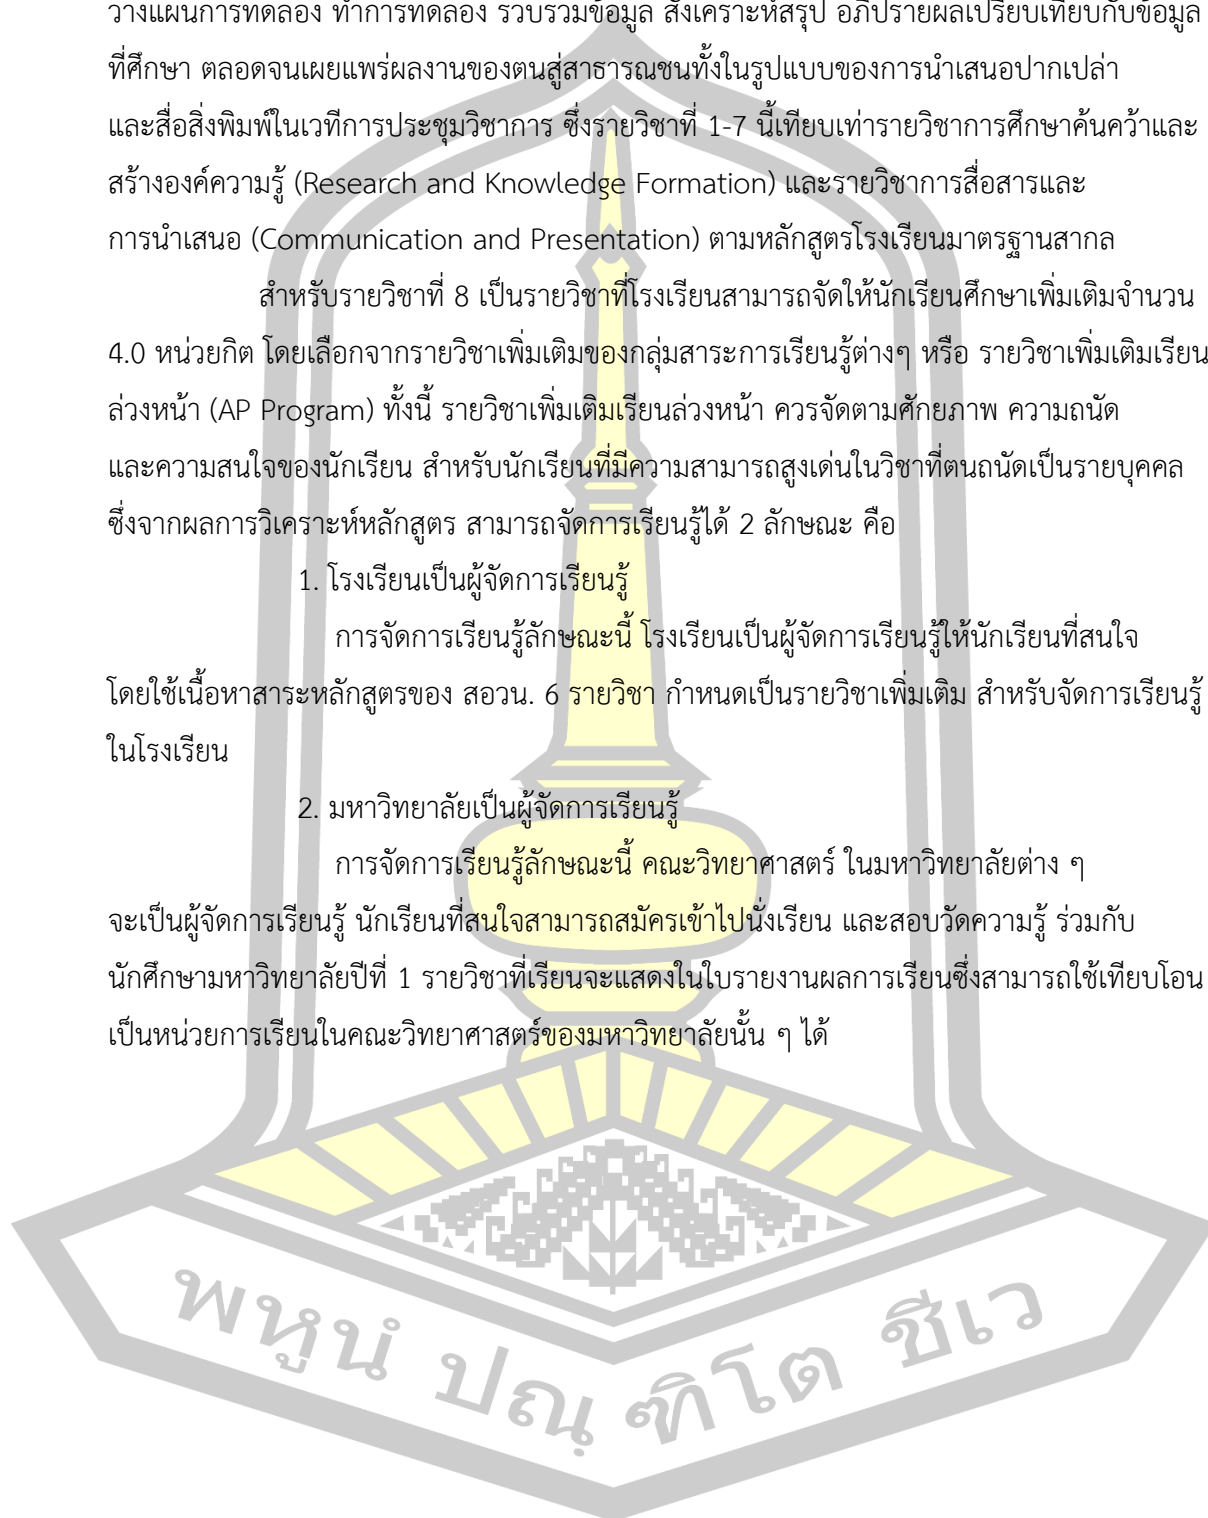 วางแผนการทดลอง ทำการทดลอง รวบรวมข้อมูล สังเคราะห์สรุป อภิปรายผลเปรียบเทียบกับข้อมูล
ที่ศึกษา ตลอดจนเผยแพร่ผลงานของตนสู่สาธารณชนทั้งในรูปแบบของการนำเสนอปากเปล่า
และสื่อสิ่งพิมพ์ในเวทีการประชุมวิชาการ ซึ่งรายวิชาที่ 1-7 นี้เทียบเท่ารายวิชาการศึกษาค้นคว้าและ
สร้างองค์ความรู้ (Research and Knowledge Formation) และรายวิชาการสื่อสารและ
การนำเสนอ (Communication and Presentation) ตามหลักสูตรโรงเรียนมาตรฐานสากล
สำหรับรายวิชาที่ 8 เป็นรายวิชาที่โรงเรียนสามารถจัดให้นักเรียนศึกษาเพิ่มเติมจำนวน
4.0 หน่วยกิต โดยเลือกจากรายวิชาเพิ่มเติมของกลุ่มสาระการเรียนรู้ต่างๆ หรือ รายวิชาเพิ่มเติมเรียน
ล่วงหน้า (AP Program) ทั้งนี้ รายวิชาเพิ่มเติมเรียนล่วงหน้า ควรจัดตามศักยภาพ ความถนัด
และความสนใจของนักเรียน สำหรับนักเรียนที่มีความสามารถสูงเด่นในวิชาที่ตนถนัดเป็นรายบุคคล
ซึ่งจากผลการวิเคราะห์หลักสูตร สามารถจัดการเรียนรู้ได้ 2 ลักษณะ คือ
1. โรงเรียนเป็นผู้จัดการเรียนรู้
การจัดการเรียนรู้ลักษณะนี้ โรงเรียนเป็นผู้จัดการเรียนรู้ให้นักเรียนที่สนใจ
โดยใช้เนื้อหาสาระหลักสูตรของ สอวน. 6 รายวิชา กำหนดเป็นรายวิชาเพิ่มเติม สำหรับจัดการเรียนรู้
ในโรงเรียน
2. มหาวิทยาลัยเป็นผู้จัดการเรียนรู้
การจัดการเรียนรู้ลักษณะนี้ คณะวิทยาศาสตร์ ในมหาวิทยาลัยต่าง ๆ
จะเป็นผู้จัดการเรียนรู้ นักเรียนที่สนใจสามารถสมัครเข้าไปนั่งเรียน และสอบวัดความรู้ ร่วมกับ
นักศึกษามหาวิทยาลัยปีที่ 1 รายวิชาที่เรียนจะแสดงในใบรายงานผลการเรียนซึ่งสามารถใช้เทียบโอน
เป็นหน่วยการเรียนในคณะวิทยาศาสตร์ของมหาวิทยาลัยนั้น ๆ ได้
พหูนํ ปณฺฑิโต ชีเว